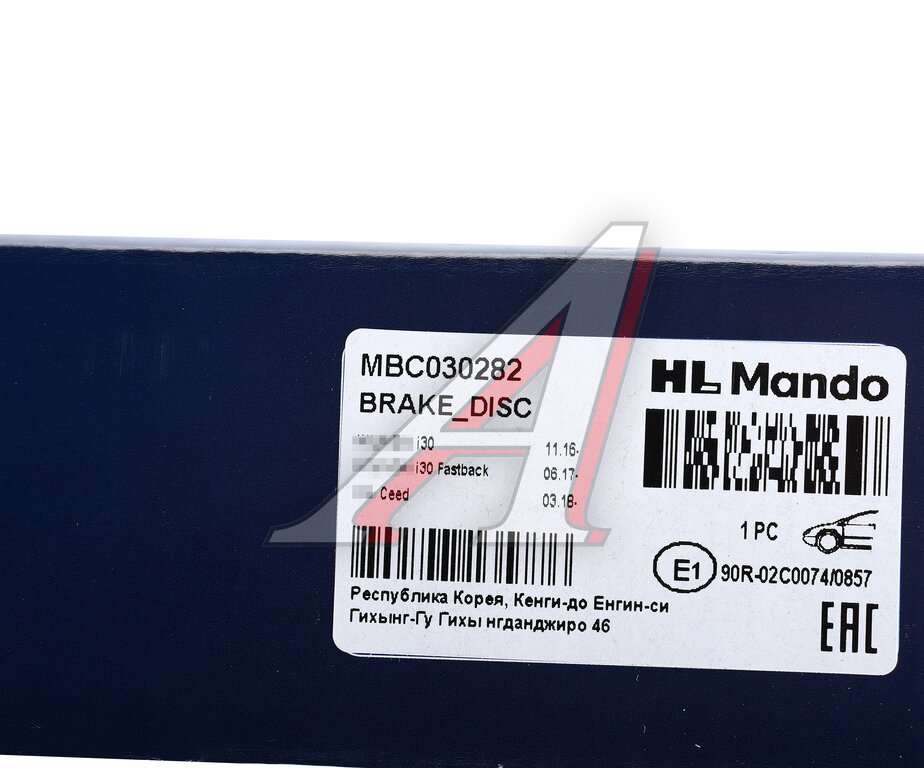 MBC030282
BRAKE_DISC
i30 11.16-
i30 Fastback 06.17-
Ceed 03.18-
HL Mando
1 PC
E1 90R-02C0074/0857
Республика Корея, Кенги-до Енгин-си
Гихынг-Гу Гихы нгданджиро 46
EAC